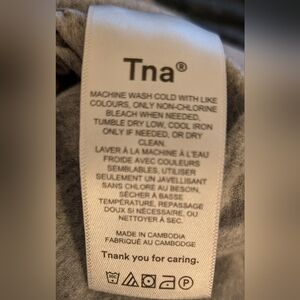 Tna®
MACHINE WASH COLD WITH LIKE
COLOURS, ONLY NON-CHLORINE
BLEACH WHEN NEEDED,
TUMBLE DRY LOW, COOL IRON
ONLY IF NEEDED, OR DRY
CLEAN.
LAVER À LA MACHINE À L'EAU
FROIDE AVEC COULEURS
SEMBLABLES, UTILISER
SEULEMENT UN JAVELLISANT
SANS CHLORE AU BESOIN,
SÉCHER À BASSE
TEMPÉRATURE, REPASSAGE
DOUX SI NÉCESSAIRE, OU
NETTOYER À SEC.
MADE IN CAMBODIA
FABRIQUÉ AU CAMBODGE
Thank you for caring.
P